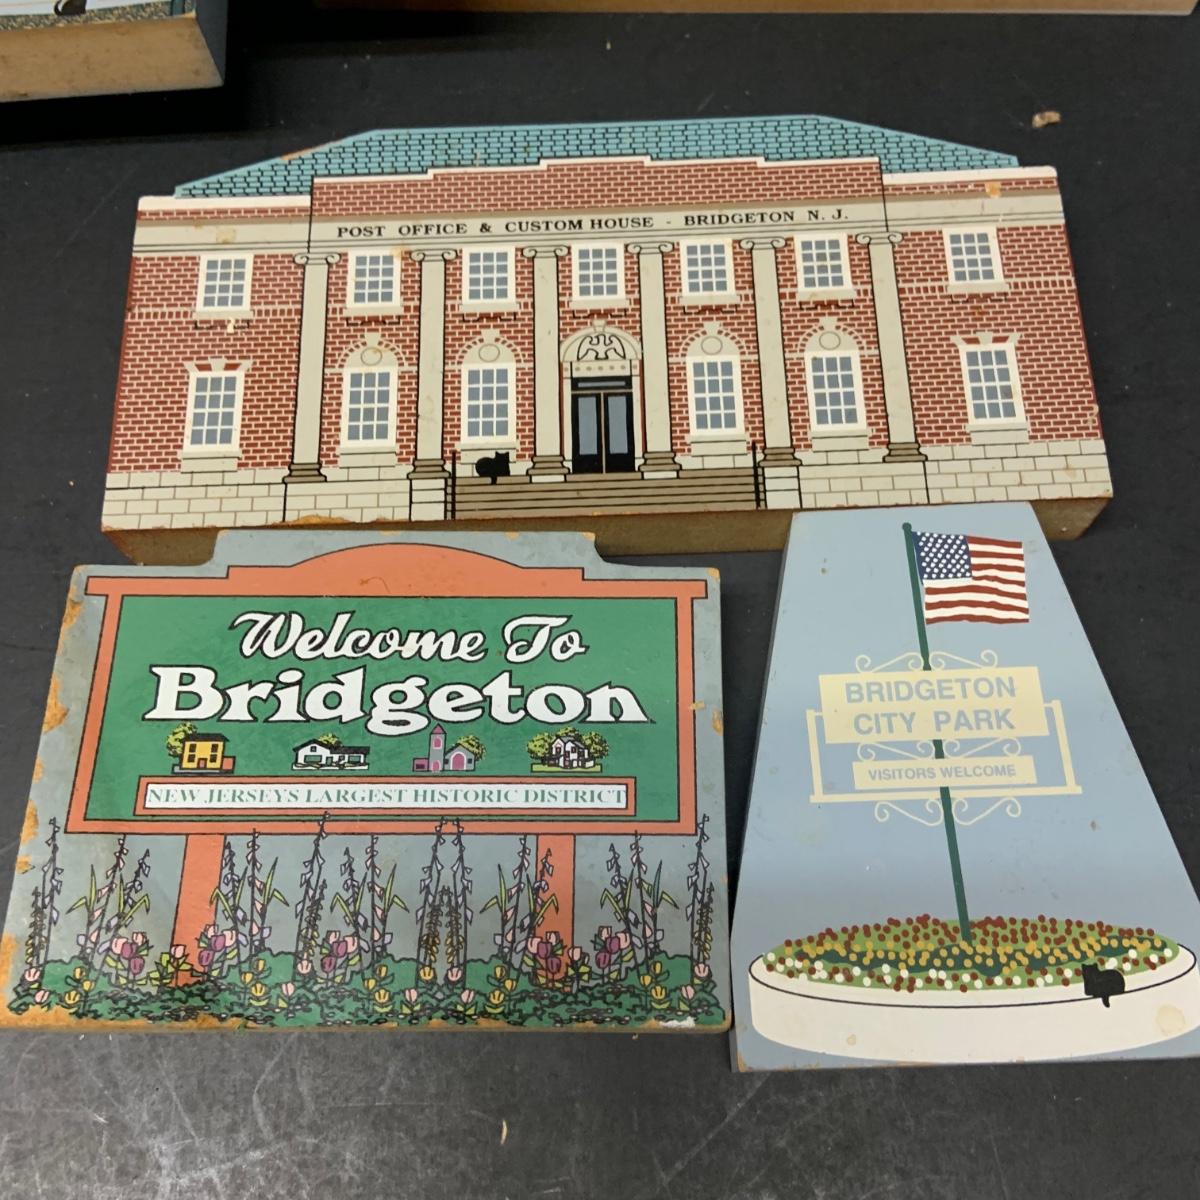 POST OFFICE & CUSTOM HOUSE - BRIDGETON N. J.
Welcome To
Bridgeton
NEW JERSEYS LARGEST HISTORIC DISTRICT
BRIDGETON
CITY PARK
VISITORS WELCOME